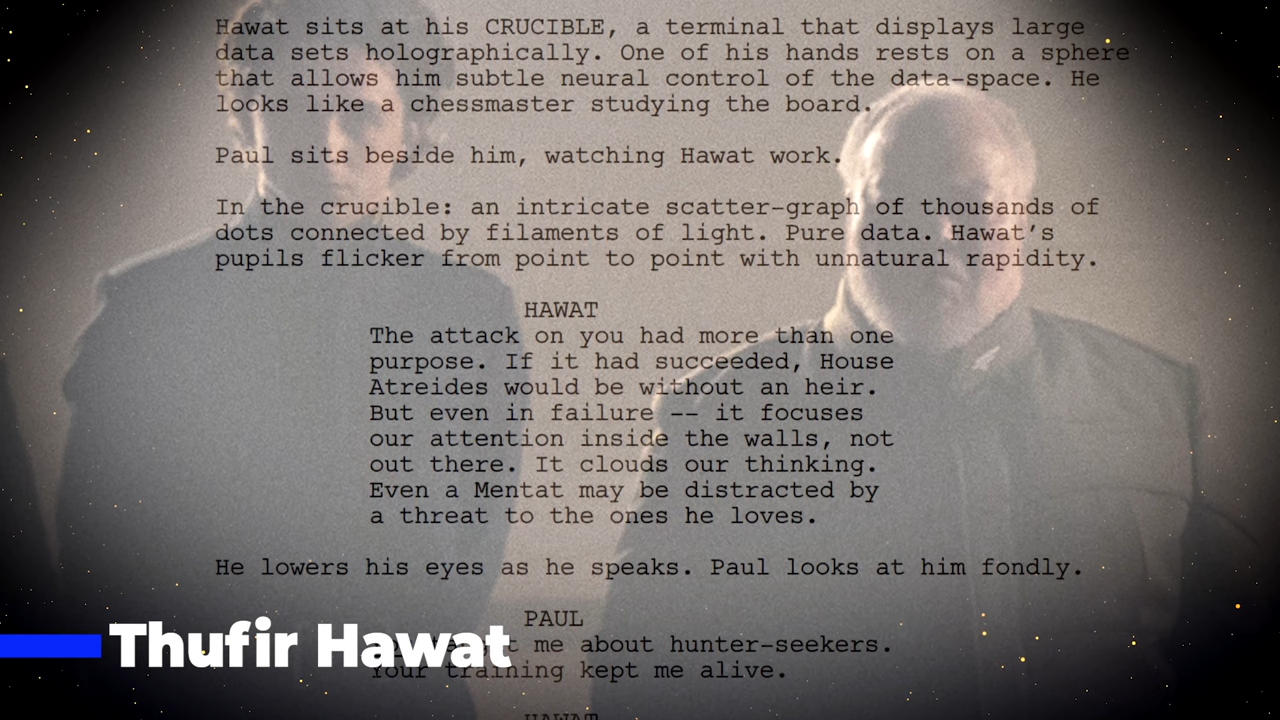 Hawat sits at his CRUCIBLE, a terminal that displays large
data sets holographically. One of his hands rests on a sphere
that allows him subtle neural control of the data-space. He
looks like a chessmaster studying the board.
Paul sits beside him, watching Hawat work.
In the crucible: an intricate scatter-graph of thousands of
dots connected by filaments of light. Pure data. Hawat's
pupils flicker from point to point with unnatural rapidity.
HAWAT
The attack on you had more than one
purpose. If it had succeeded, House
Atreides would be without an heir.
But even in failure -- it focuses
our attention inside the walls, not
out there. It clouds our thinking.
Even a Mentat may be distracted by
a threat to the ones he loves.
He lowers his eyes as he speaks. Paul looks at him fondly.
PAUL
me about hunter-seekers.
Your training kept me alive.
HAWAT
Thufir Hawat